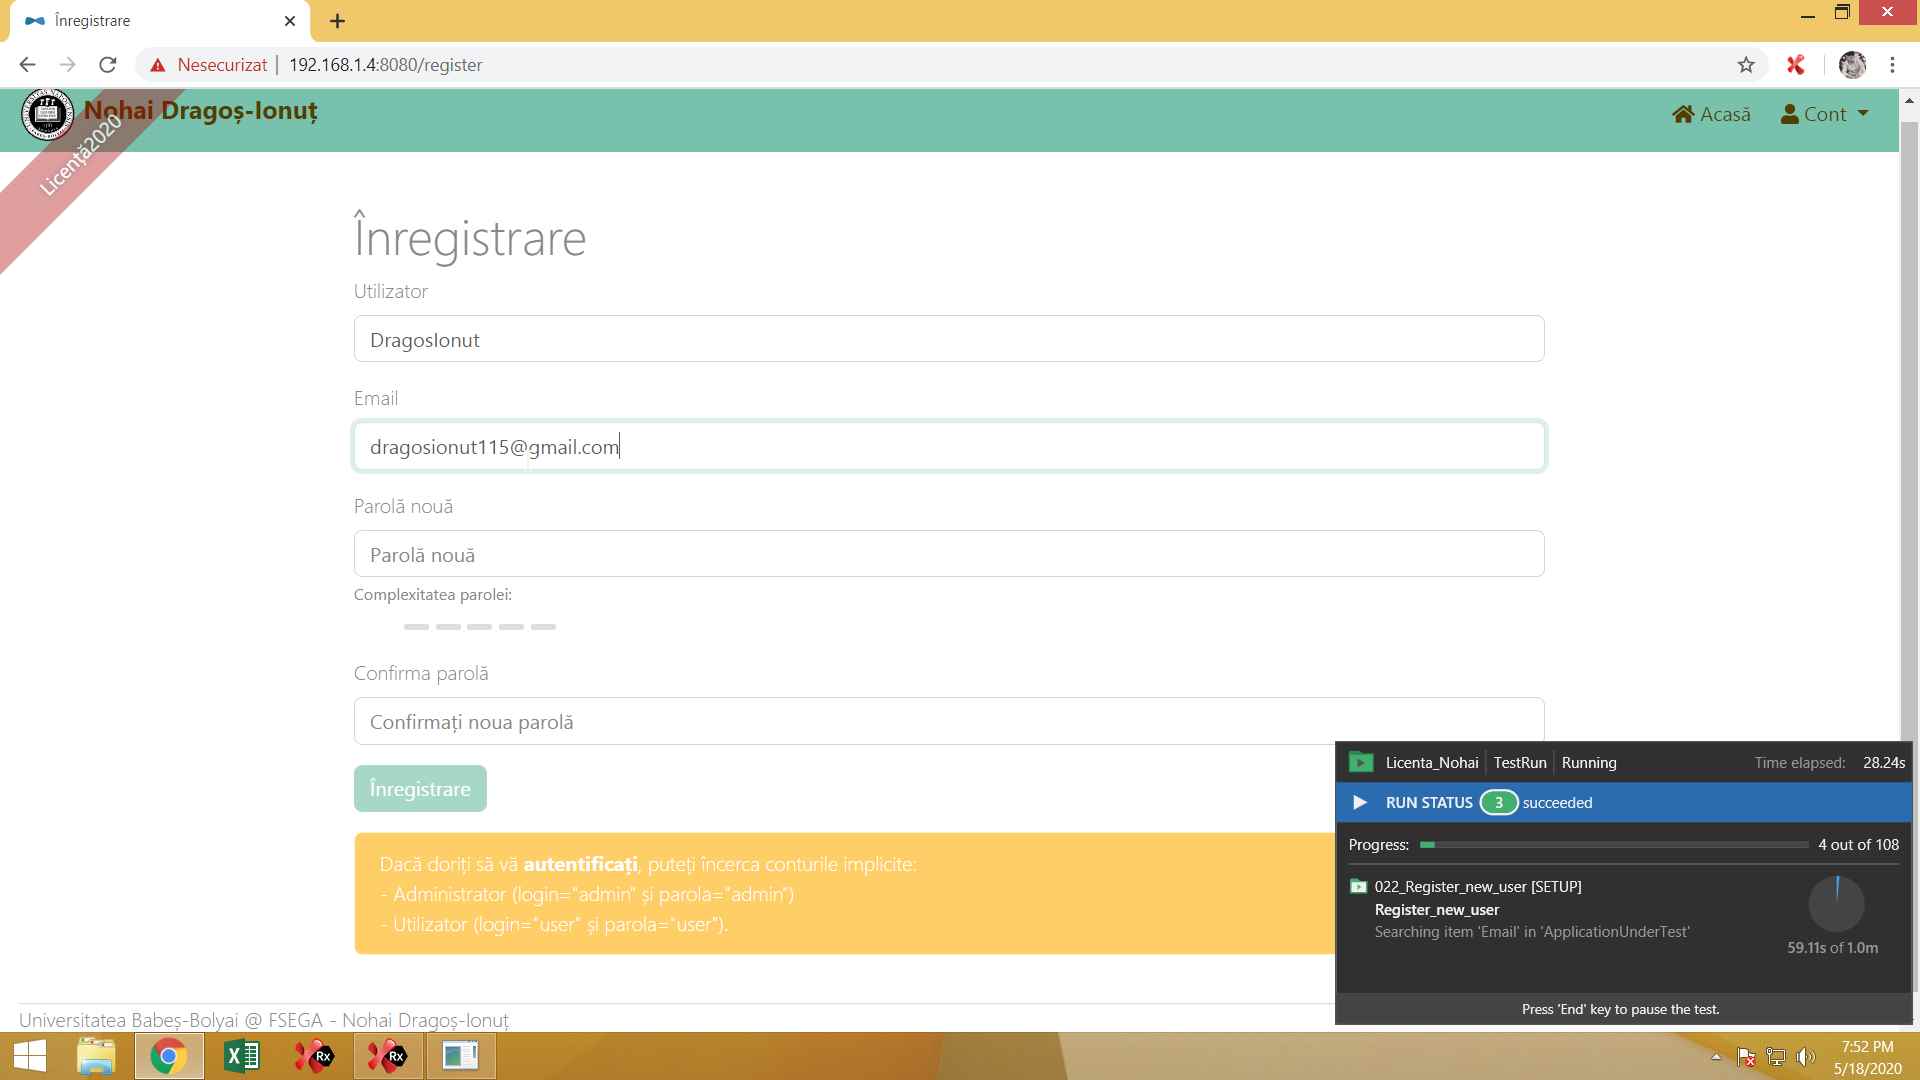 Înregistrare
Nesecurizat
192.168.1.4:8080/register
Nohai Dragoș-Ionuț
Licență2020
Acasă
Cont
Înregistrare
Utilizator
DragosIonut
Email
dragosionut115@gmail.com
Parolă nouă
Parolă nouă
Complexitatea parolei:
Confirma parolă
Confirmați noua parolă
Înregistrare
Dacă doriți să vă autentificați, puteți încerca conturile implicite:
- Administrator (login="admin" și parola="admin")
- Utilizator (login="user" și parola="user").
Universitatea Babeș-Bolyai @ FSEGA - Nohai Dragoș-Ionuț
Licenta_Nohai TestRun Running Time elapsed: 28.24s
RUN STATUS 3 succeeded
Progress: 4 out of 108
022_Register_new_user [SETUP]
Register_new_user
Searching item 'Email' in 'ApplicationUnderTest'
59.11s of 1.0m
Press 'End' key to pause the test.
Rx
Rx
7:52 PM
5/18/2020